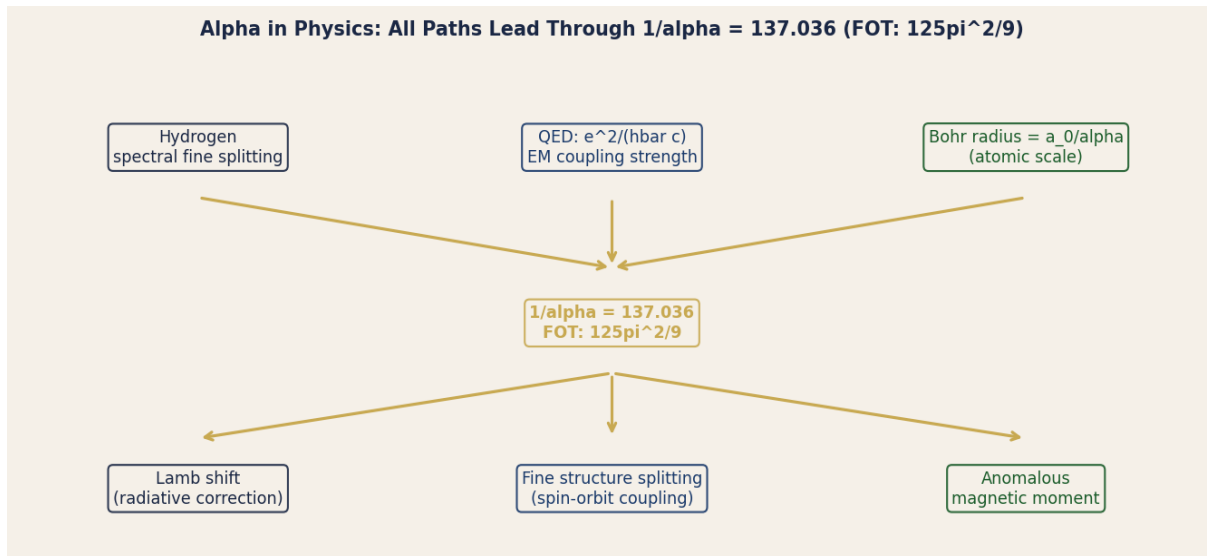 Alpha in Physics: All Paths Lead Through 1/alpha = 137.036 (FOT: 125pi^2/9)
Hydrogen
spectral fine splitting
QED: e^2/(hbar c)
EM coupling strength
Bohr radius = a_0/alpha
(atomic scale)
1/alpha = 137.036
FOT: 125pi^2/9
Lamb shift
(radiative correction)
Fine structure splitting
(spin-orbit coupling)
Anomalous
magnetic moment